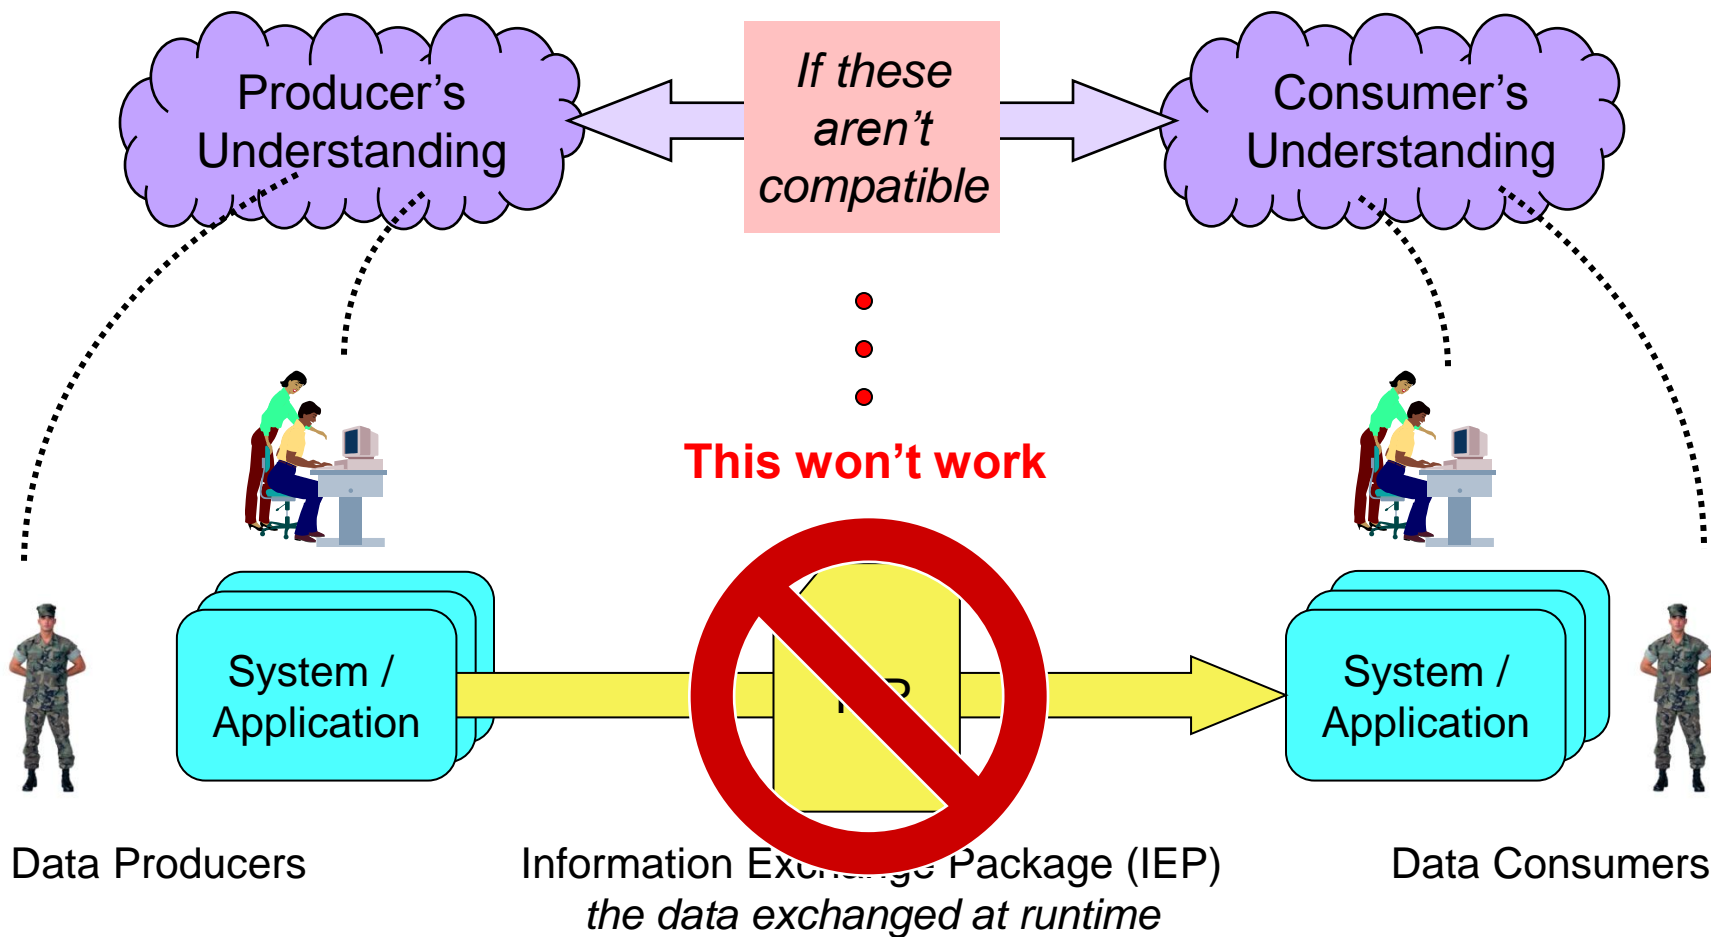 Producer’s
Understanding
If these
aren’t
compatible
Consumer’s
Understanding
This won’t work
System /
Application
System /
Application
Data Producers
Information Exchange Package (IEP)
the data exchanged at runtime
Data Consumers